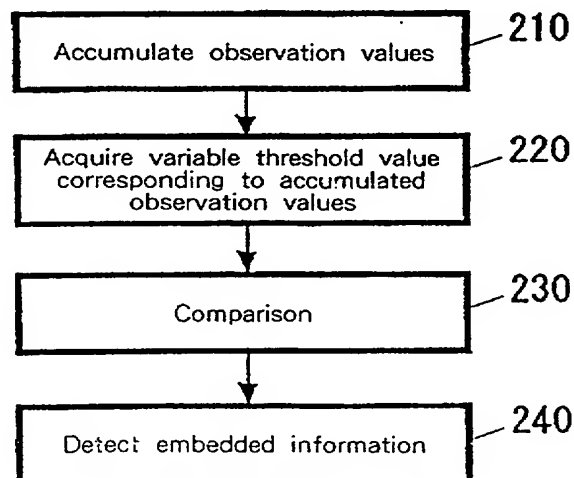 Accumulate observation values
210
Acquire variable threshold value
corresponding to accumulated
observation values
220
Comparison
230
Detect embedded information
240